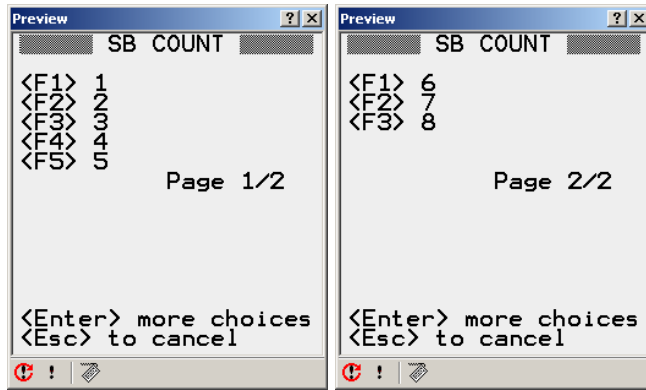 Preview
SB COUNT
<F1> 1
<F2> 2
<F3> 3
<F4> 4
<F5> 5
Page 1/2
<Enter> more choices
<Esc> to cancel
Preview
SB COUNT
<F1> 6
<F2> 7
<F3> 8
Page 2/2
<Enter> more choices
<Esc> to cancel